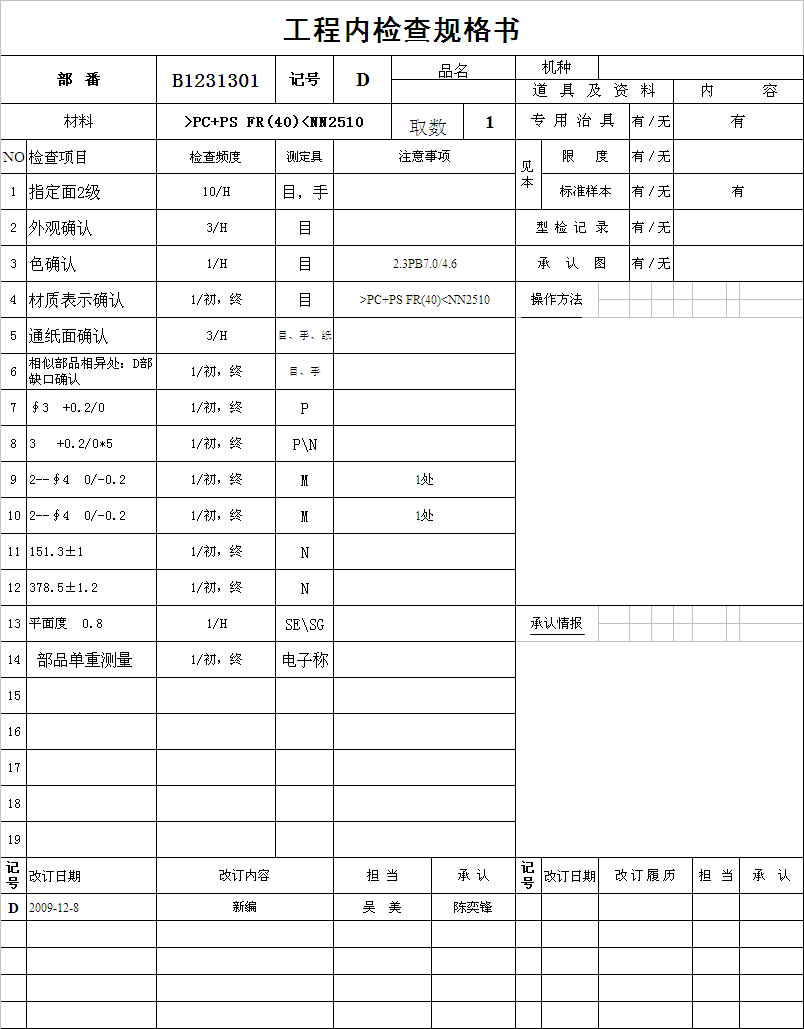 工程内检查规格书
部 番 B1231301 记号 D 品名 机种
道 具 及 资 料 内 容
材料 >PC+PS FR(40)<NN2510 取数 1 专 用 治 具 有/无 有
NO 检查项目 检查频度 测定具 注意事项 见本 限 度 有/无
1 指定面2级 10/H 目, 手 标准样本 有/无 有
2 外观确认 3/H 目 型 检 记 录 有/无
3 色确认 1/H 目 2.3PB7.0/4.6 承 认 图 有/无
4 材质表示确认 1/初, 终 目 >PC+PS FR(40)<NN2510 操作方法
5 通纸面确认 3/H 目、手、纸
6 相似部品相异处: D部
缺口确认 1/初, 终 目、手
7 ∮3 +0.2/0 1/初, 终 P
8 3 +0.2/0*5 1/初, 终 P\N
9 2--∮4 0/-0.2 1/初, 终 M 1处
10 2--∮4 0/-0.2 1/初, 终 M 1处
11 151.3±1 1/初, 终 N
12 378.5±1.2 1/初, 终 N
13 平面度 0.8 1/H SE\SG 承认情报
14 部品单重测量 1/初, 终 电子称
15
16
17
18
19
记号 改订日期 改订内容 担 当 承 认 记号 改订日期 改订履历 担 当 承 认
D 2009-12-8 新编 吴 美 陈奕锋